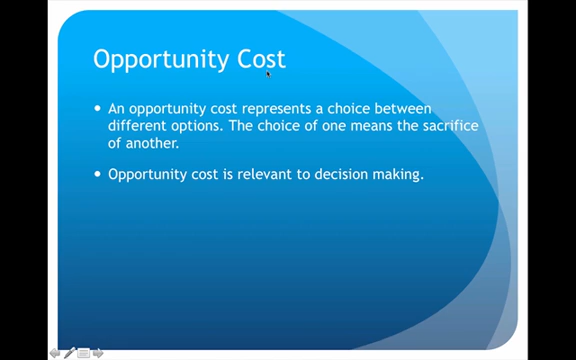 Opportunity Cost
• An opportunity cost represents a choice between
different options. The choice of one means the sacrifice
of another.
• Opportunity cost is relevant to decision making.